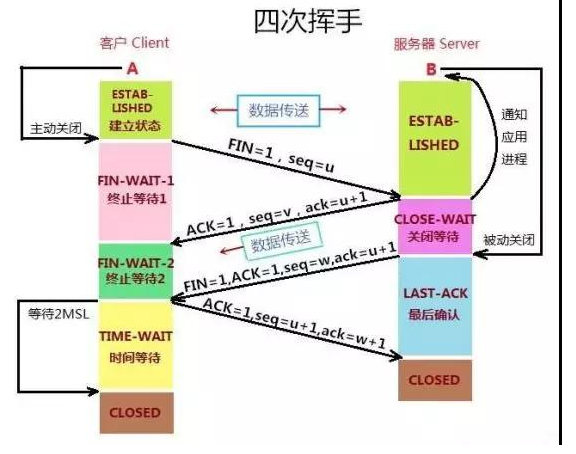 四次挥手
客户 Client
服务器 Server
A
B
ESTAB-
LISHED
建立状态
数据传送
ESTAB-
LISHED
通知
应用
进程
主动关闭
FIN=1，seq=u
FIN-WAIT-1
终止等待1
ACK=1，seq=v，ack=u+1
CLOSE-WAIT
关闭等待
数据传送
被动关闭
FIN-WAIT-2
终止等待2
FIN=1,ACK=1,seq=w,ack=u+1
LAST-ACK
最后确认
等待2MSL
ACK=1,seq=u+1,ack=w+1
TIME-WAIT
时间等待
CLOSED
CLOSED